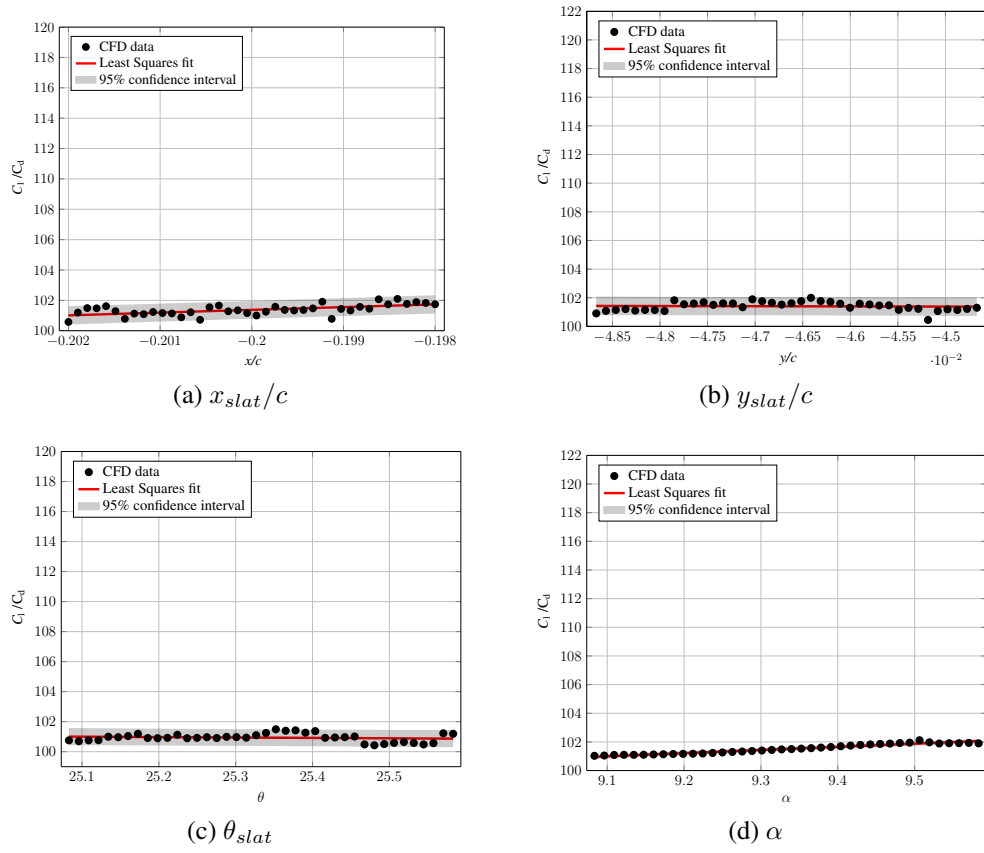 120
118
116
114
112
110
108
106
104
102
100
C_l/C_d
CFD data
Least Squares fit
95% confidence interval
−0.202 −0.201 −0.2 −0.199 −0.198
x/c
(a) x_{slat}/c
122
120
118
116
114
112
110
108
106
104
102
100
C_l/C_d
CFD data
Least Squares fit
95% confidence interval
−4.85 −4.8 −4.75 −4.7 −4.65 −4.6 −4.55 −4.5
y/c
·10^{−2}
(b) y_{slat}/c
120
118
116
114
112
110
108
106
104
102
100
C_l/C_d
CFD data
Least Squares fit
95% confidence interval
25.1 25.2 25.3 25.4 25.5
θ
(c) θ_{slat}
122
120
118
116
114
112
110
108
106
104
102
100
C_l/C_d
CFD data
Least Squares fit
95% confidence interval
9.1 9.2 9.3 9.4 9.5
α
(d) α